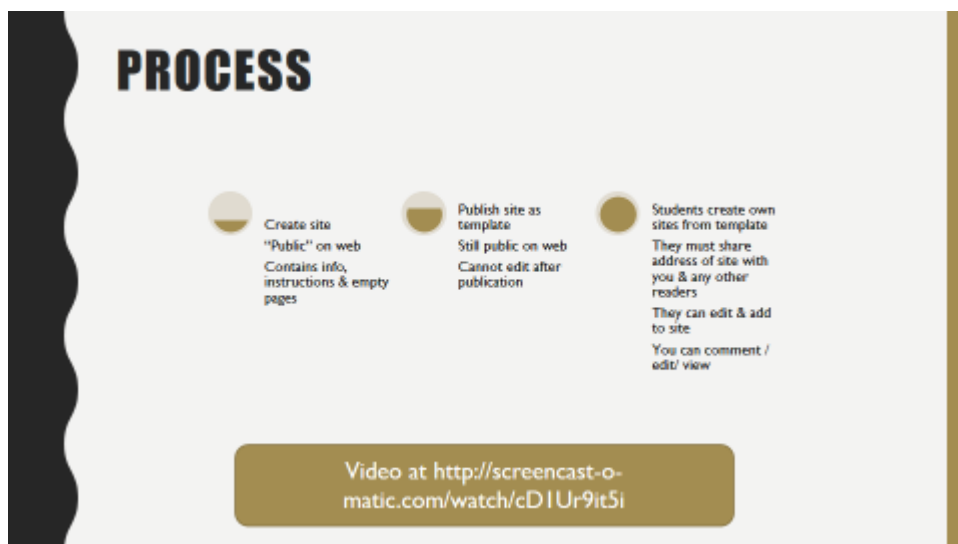 PROCESS
Create site
"Public" on web
Contains info,
instructions & empty
pages
Publish site as
template
Still public on web
Cannot edit after
publication
Students create own
sites from template
They must share
address of site with
you & any other
readers
They can edit & add
to site
You can comment /
edit/ view
Video at http://screencast-o-
matic.com/watch/cD1Ur9it5i